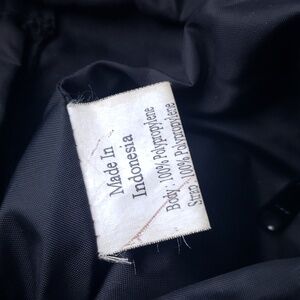 Made In
Indonesia
Body : 100% Polypropylene
Strap : 100% Polypropylene